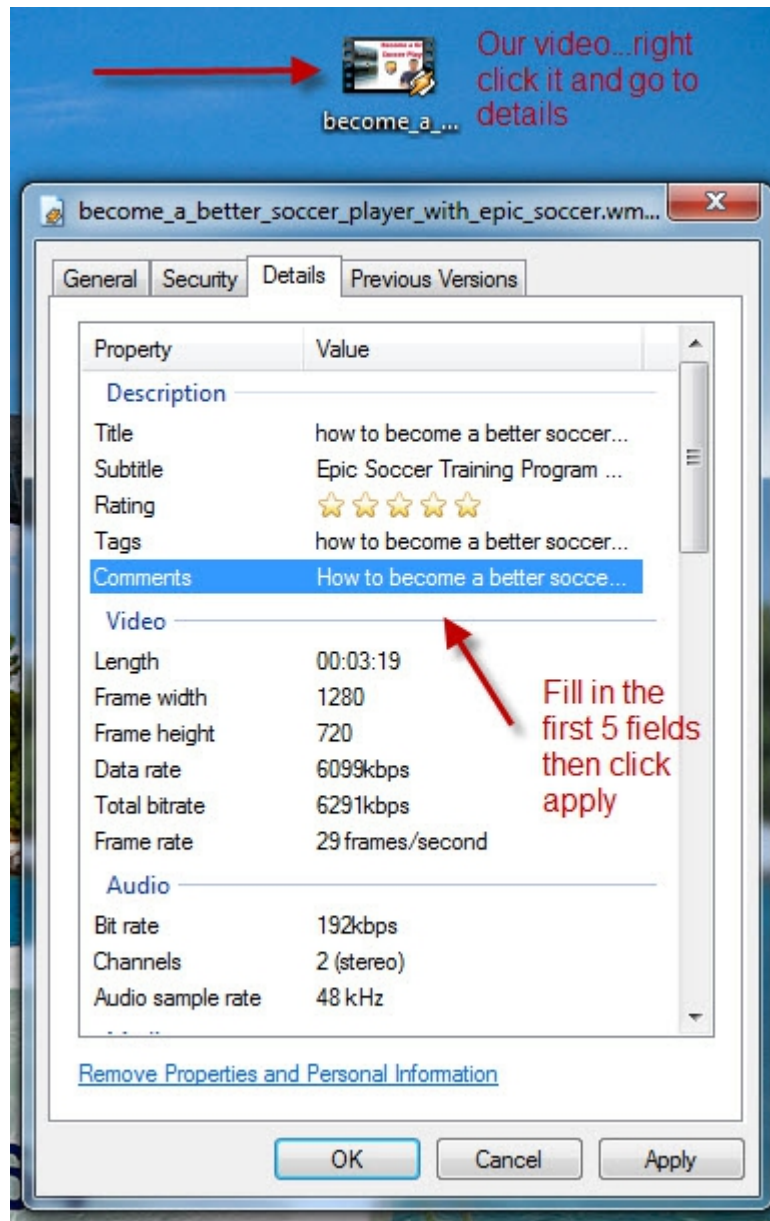 Become a Be
Soccer Play
Our video...right
click it and go to
details
become_a_...
become_a_better_soccer_player_with_epic_soccer.wm...
General Security Details Previous Versions
Property Value
Description
Title how to become a better soccer...
Subtitle Epic Soccer Training Program ...
Rating
Tags how to become a better soccer...
Comments How to become a better socce...
Video
Length 00:03:19
Frame width 1280
Frame height 720
Data rate 6099kbps
Total bitrate 6291kbps
Frame rate 29 frames/second
Fill in the
first 5 fields
then click
apply
Audio
Bit rate 192kbps
Channels 2 (stereo)
Audio sample rate 48 kHz
Remove Properties and Personal Information
OK Cancel Apply